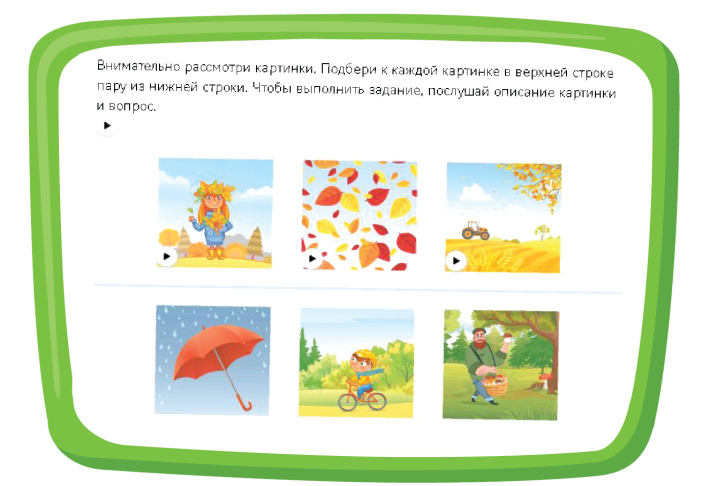 Внимательно рассмотри картинки. Подбери к каждой картинке в верхней строке
пару из нижней строки. Чтобы выполнить задание, послушай описание картинки
и вопрос.